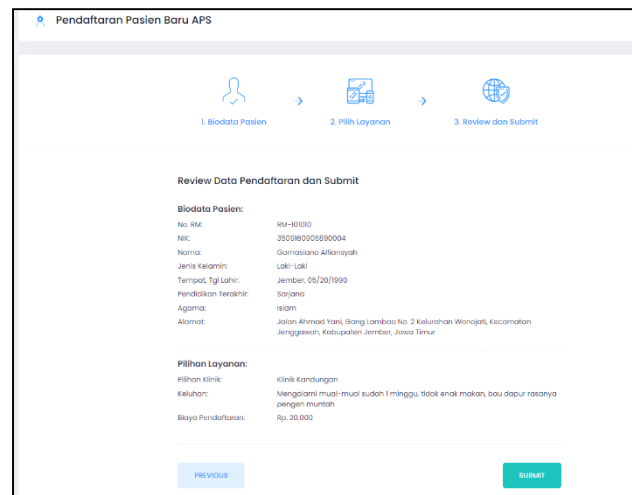 Pendaftaran Pasien Baru APS
1. Biodata Pasien
2. Pilih Layanan
3. Review dan Submit
Review Data Pendaftaran dan Submit
Biodata Pasien:
No. RM: RM-101010
NIK: 3509160905890004
Nama: Gamasiano Alfiansyah
Jenis Kelamin: Laki-Laki
Tempat, Tgl Lahir: Jember, 05/20/1990
Pendidikan Terakhir: Sarjana
Agama: Islam
Alamat: Jalan Ahmad Yani, Gang Lambao No. 2 Kelurahan Wonojati, Kecamatan
Jenggawah, Kabupaten Jember, Jawa Timur
Pilihan Layanan:
Pilihan Klinik: Klinik Kandungan
Keluhan: Mengalami mual-mual sudah 1 minggu, tidak enak makan, bau dapur rasanya
pengen muntah
Biaya Pendaftaran: Rp. 20.000
PREVIOUS
SUBMIT